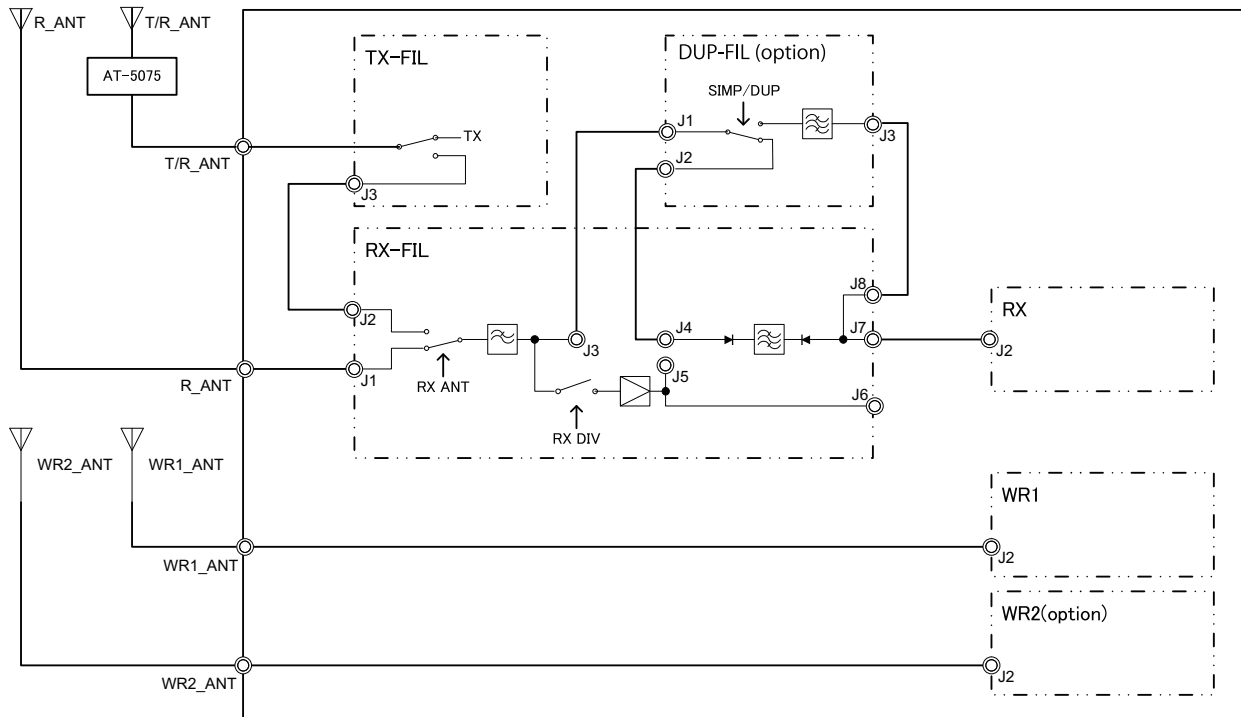 R_ANT
T/R_ANT
AT-5075
T/R_ANT
TX-FIL
TX
J3
DUP-FIL (option)
SIMP/DUP
J1
J2
J3
RX-FIL
J2
J1
RX ANT
J3
RX DIV
J4
J5
J8
J7
J6
R_ANT
RX
J2
WR2_ANT
WR1_ANT
WR1_ANT
WR1
J2
WR2_ANT
WR2(option)
J2